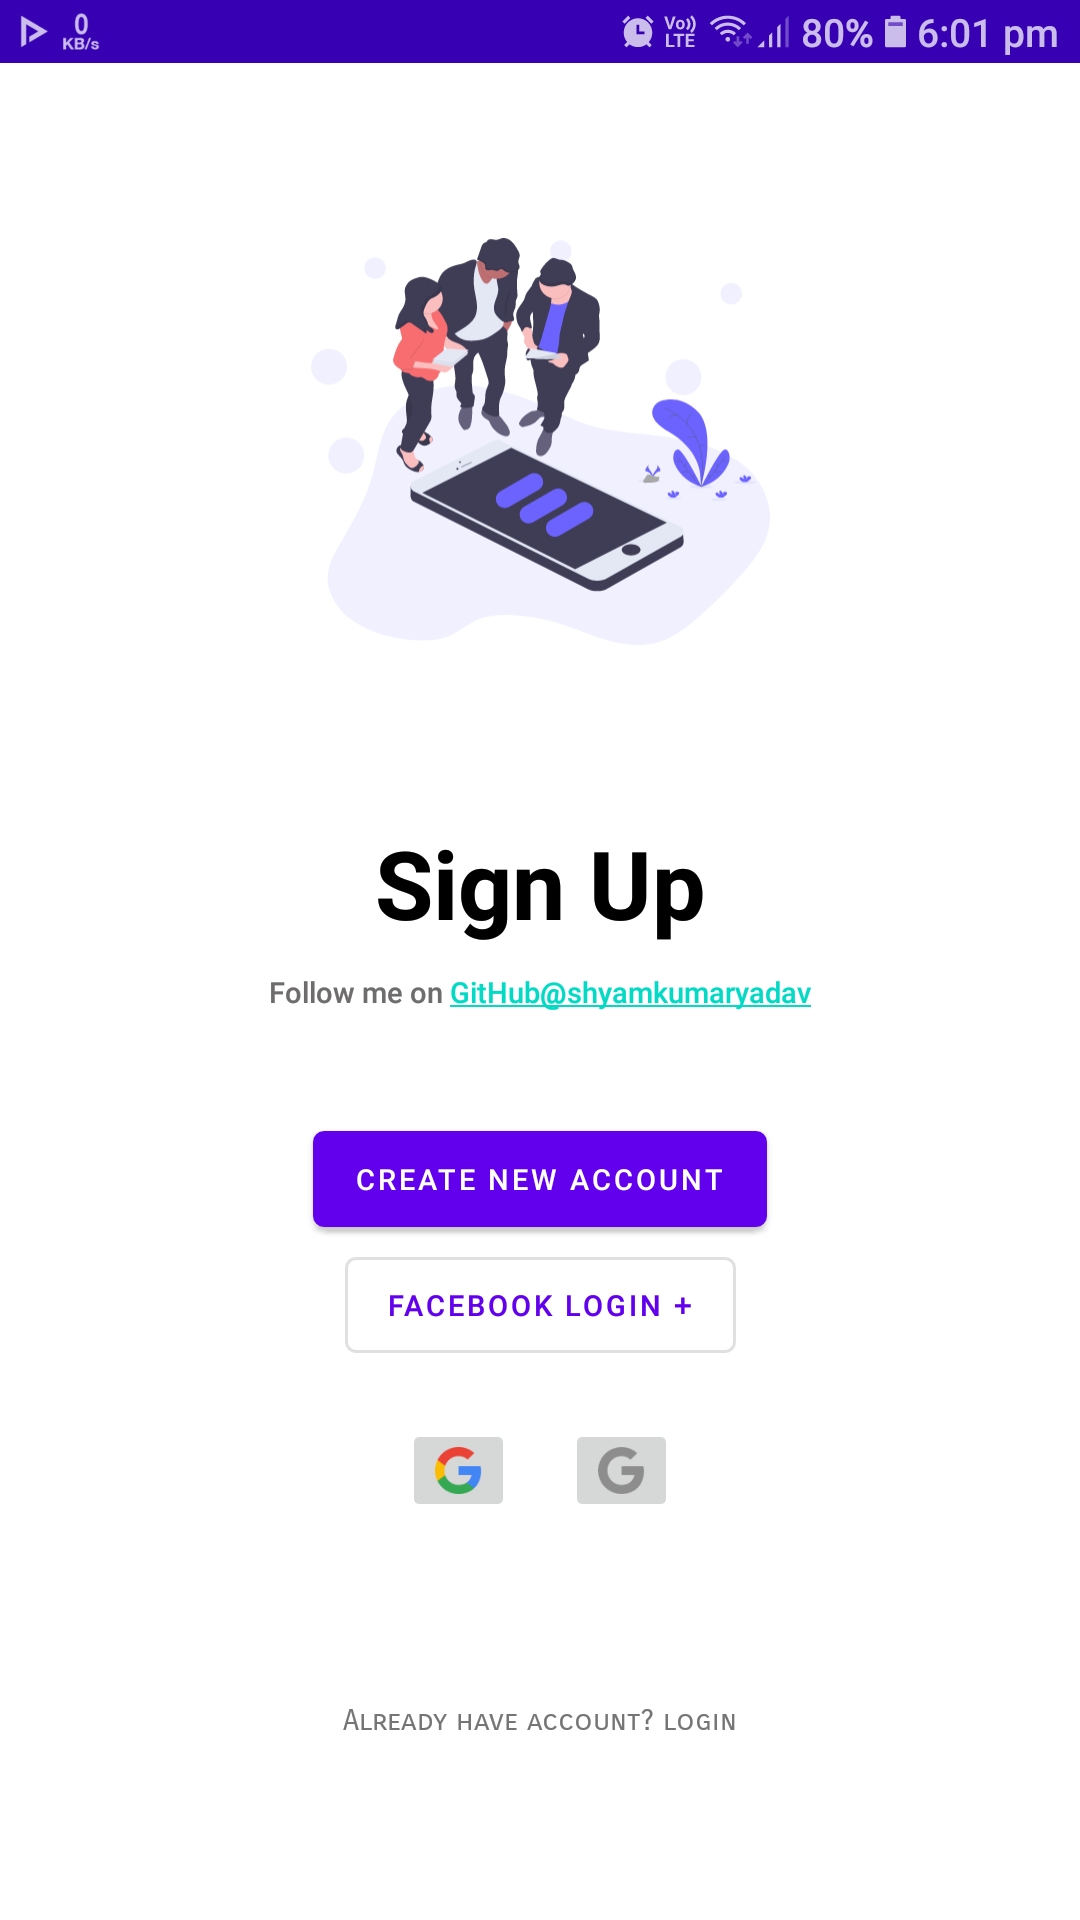 0
KB/s
Vo))
LTE
80%
6:01 pm
Sign Up
Follow me on GitHub@shyamkumaryadav
CREATE NEW ACCOUNT
FACEBOOK LOGIN +
Already have account? login